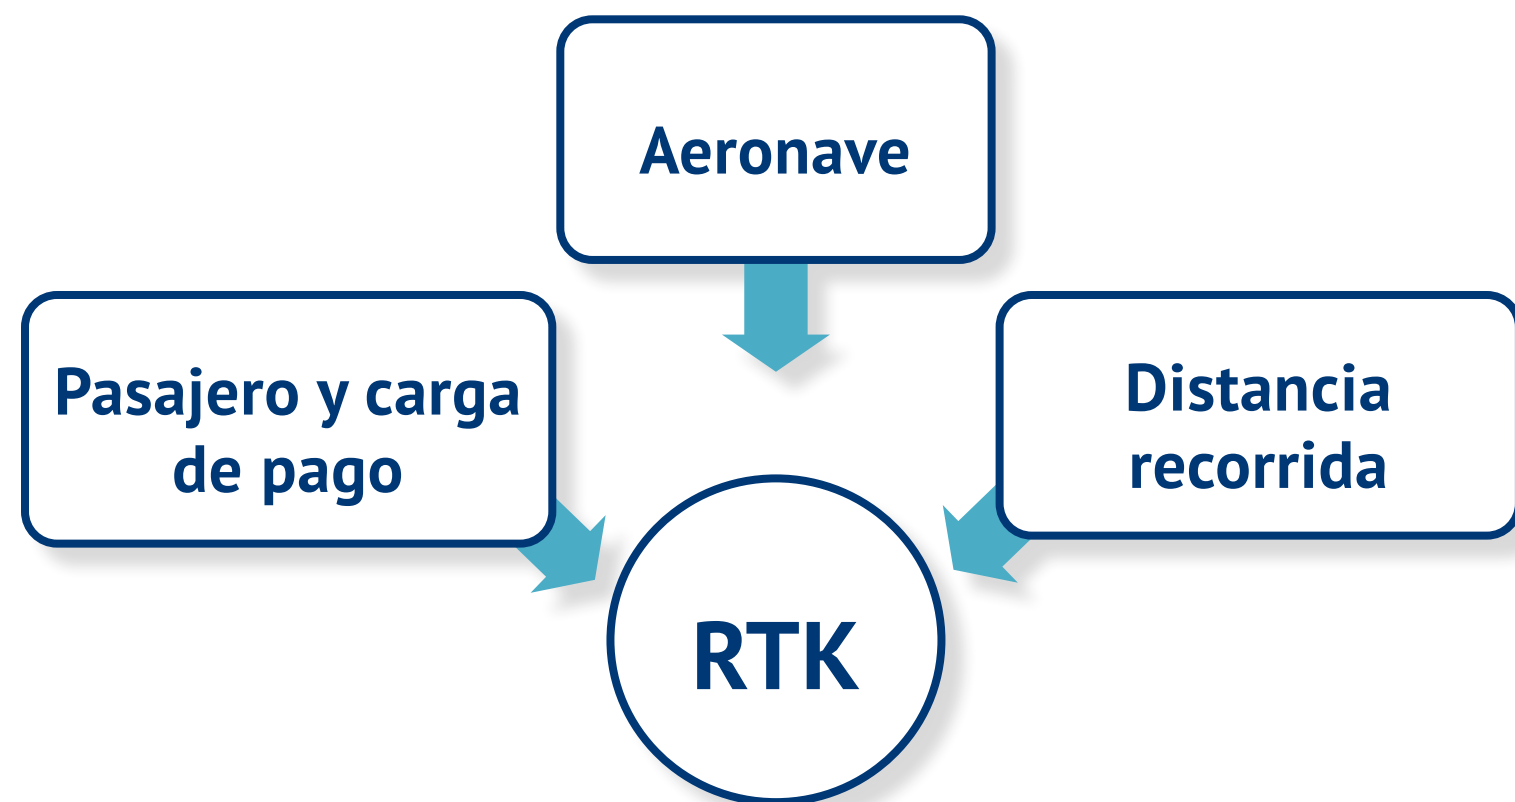 Aeronave
Pasajero y carga
de pago
Distancia
recorrida
RTK